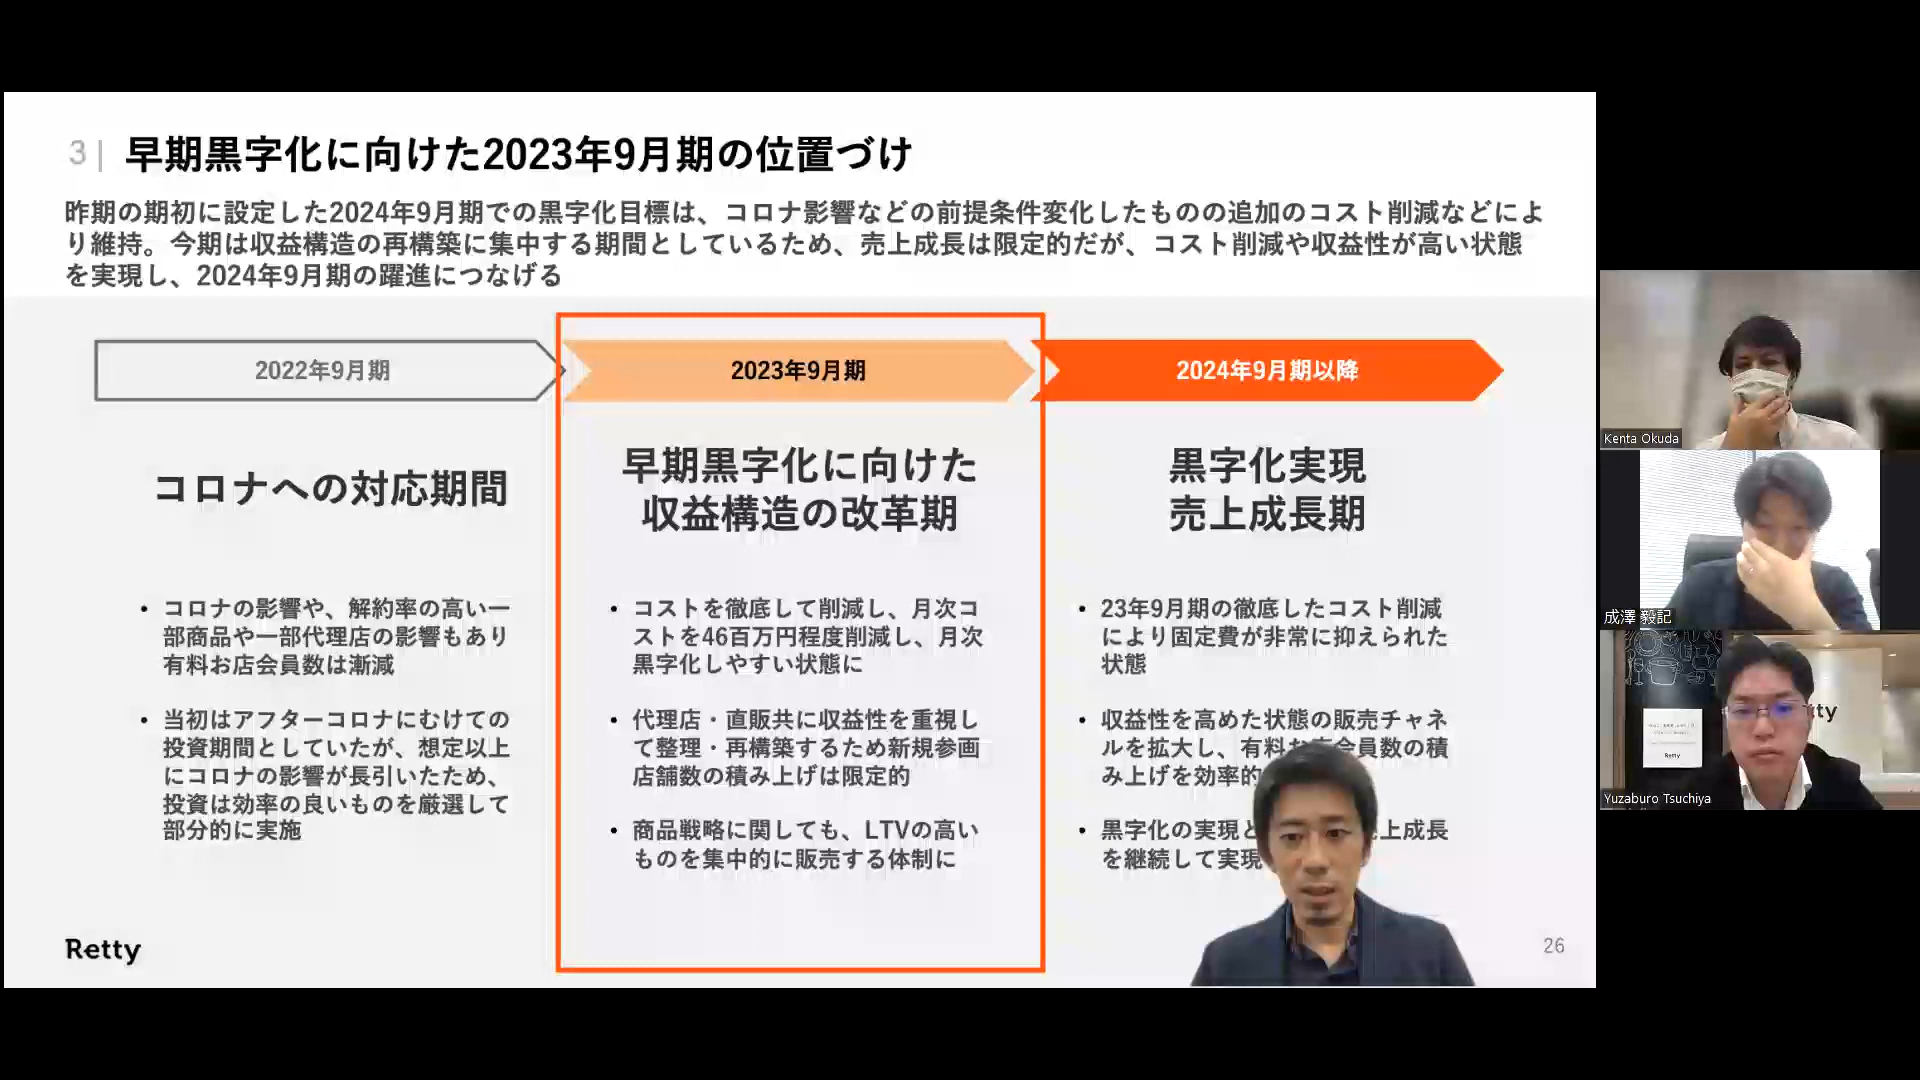 3| 早期黒字化に向けた2023年9月期の位置づけ
昨期の期初に設定した2024年9月期での黒字化目標は、コロナ影響などの前提条件変化したものの追加のコスト削減などによ
り維持。今期は収益構造の再構築に集中する期間としているため、売上成長は限定的だが、コスト削減や収益性が高い状態
を実現し、2024年9月期の躍進につなげる
2022年9月期
コロナへの対応期間
• コロナの影響や、解約率の高い一
部商品や一部代理店の影響もあり
有料お店会員数は漸減
• 当初はアフターコロナにむけての
投資期間としていたが、想定以上
にコロナの影響が長引いたため、
投資は効率の良いものを厳選して
部分的に実施
2023年9月期
早期黒字化に向けた
収益構造の改革期
• コストを徹底して削減し、月次コ
ストを46百万円程度削減し、月次
黒字化しやすい状態に
• 代理店・直販共に収益性を重視し
て整理・再構築するため新規参画
店舗数の積み上げは限定的
• 商品戦略に関しても、LTVの高い
ものを集中的に販売する体制に
2024年9月期以降
黒字化実現
売上成長期
• 23年9月期の徹底したコスト削減
により固定費が非常に抑えられた
状態
• 収益性を高めた状態の販売チャネ
ルを拡大し、有料 会員数の積
み上げを効率的
• 黒字化の実現 上成長
を継続して実現
Retty
26
Kenta Okuda
成澤 毅記
Retty
Yuzaburo Tsuchiya